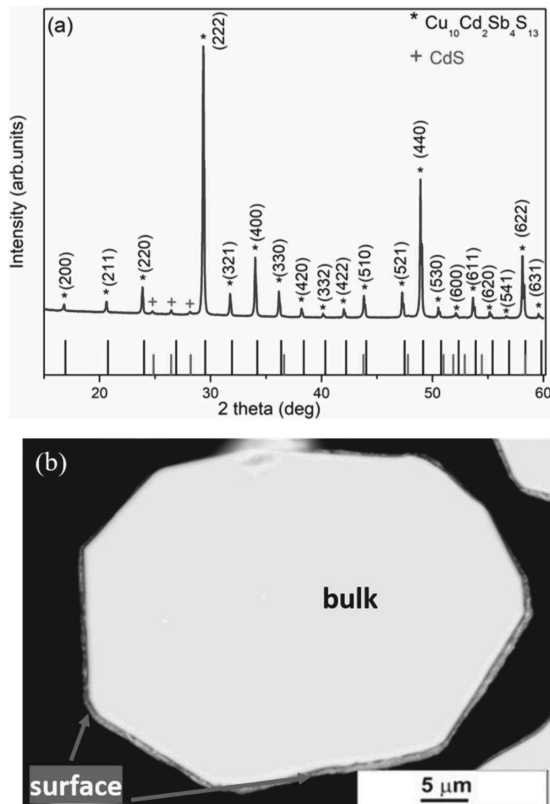 (a)
* Cu10Cd2Sb4S13
+ CdS
Intensity (arb.units)
*(200)
*(211)
*(220)
+ + +
*(222)
*(321)
*(400)
*(330)
*(420)
*(332)
*(422)
*(510)
*(521)
*(440)
*(530)
*(600)
*(611)
*(620)
*(541)
*(622)
*(631)
20 30 40 50 60
2 theta (deg)
(b)
bulk
surface
5 μm